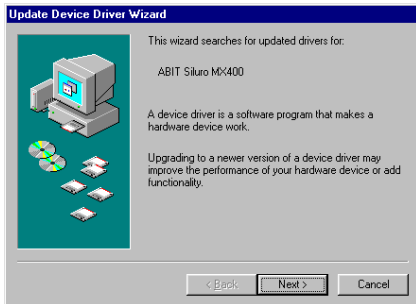 Update Device Driver Wizard
This wizard searches for updated drivers for:
ABIT Siluro MX400
A device driver is a software program that makes a
hardware device work.
Upgrading to a newer version of a device driver may
improve the performance of your hardware device or add
functionality.
< Back
Next >
Cancel